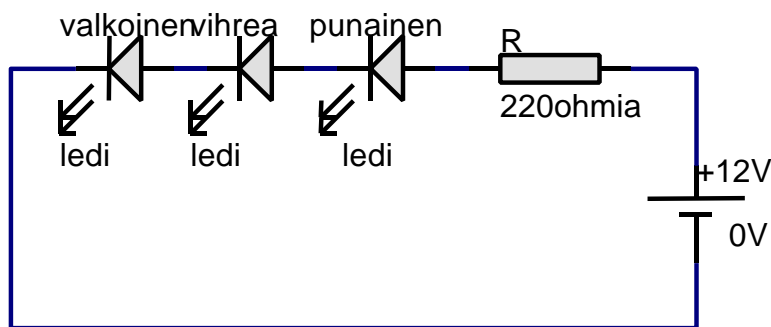 valkoinen
vihrea
punainen
R
220ohmia
ledi
ledi
ledi
+12V
0V